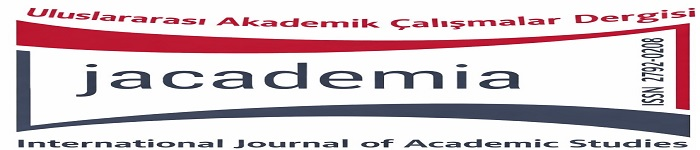 Uluslararası Akademik Çalışmalar Dergisi
jacademia
ISSN 2792-0208
International Journal of Academic Studies